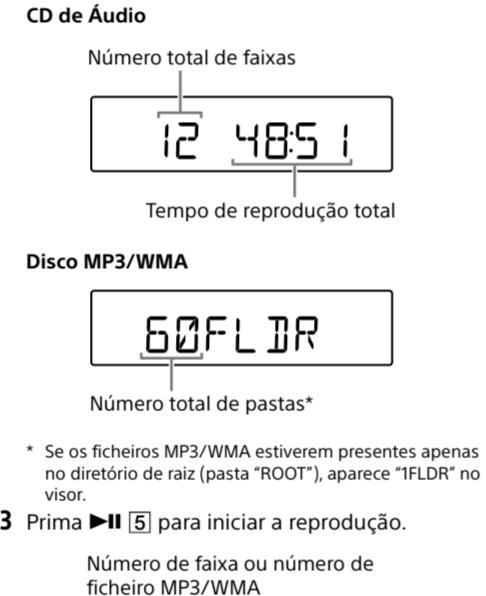 CD de Áudio
Número total de faixas
12 48:51
Tempo de reprodução total
Disco MP3/WMA
60FLDR
Número total de pastas*
* Se os ficheiros MP3/WMA estiverem presentes apenas
no diretório de raiz (pasta “ROOT”), aparece “1FLDR” no
visor.
3 Prima ►II 5 para iniciar a reprodução.
Número de faixa ou número de
ficheiro MP3/WMA